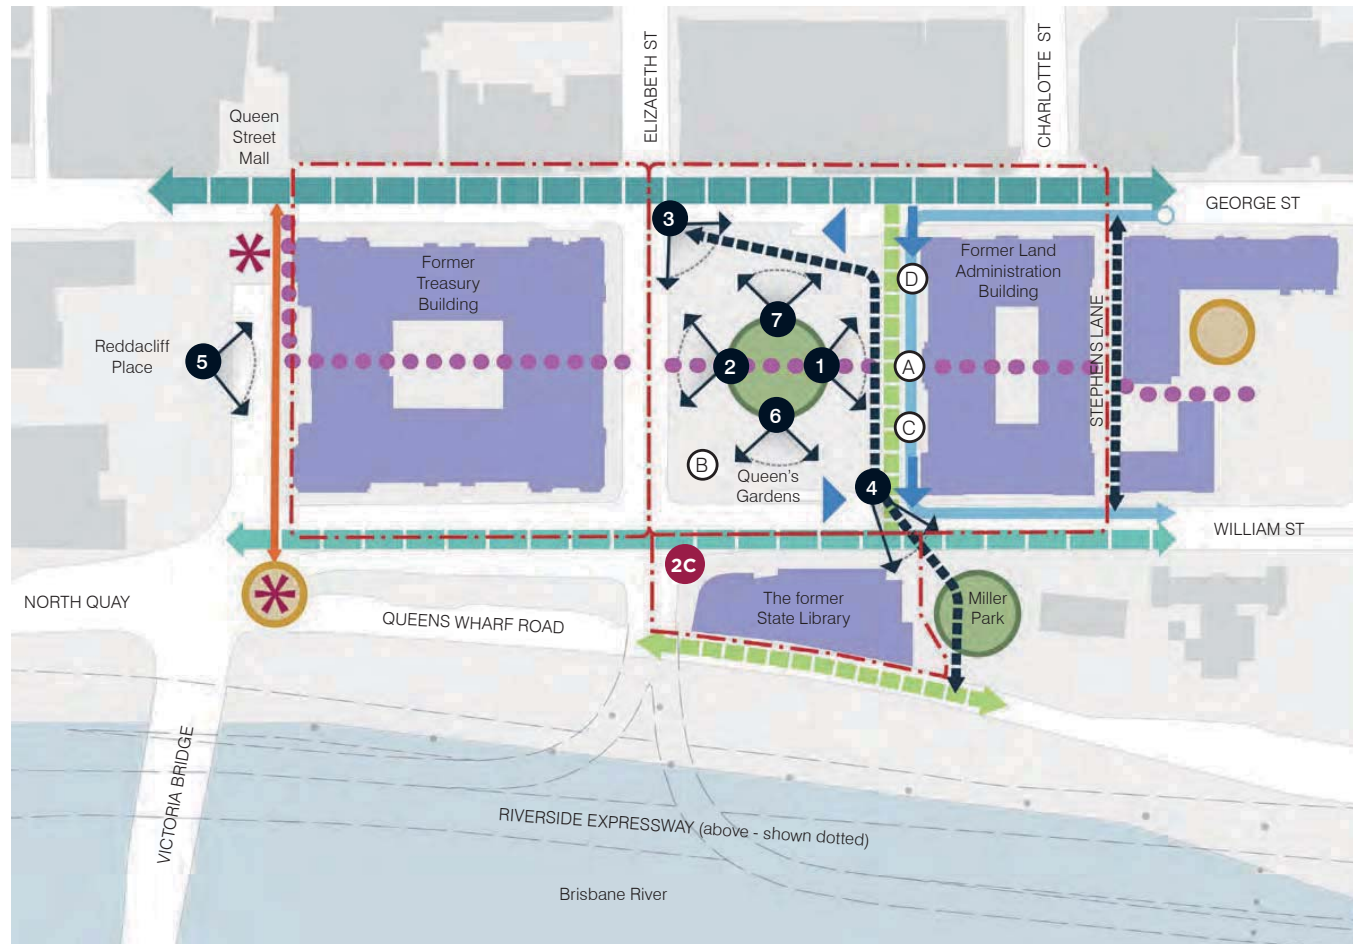 ELIZABETH ST
CHARLOTTE ST
Queen
Street
Mall
GEORGE ST
3
Former
Treasury
Building
Former Land
Administration
Building
D
7
STEPHENS LANE
Reddacliff
Place
5
2
1
A
6
C
B
Queen's
Gardens
4
WILLIAM ST
2C
NORTH QUAY
QUEENS WHARF ROAD
The former
State Library
Miller
Park
VICTORIA BRIDGE
RIVERSIDE EXPRESSWAY (above - shown dotted)
Brisbane River